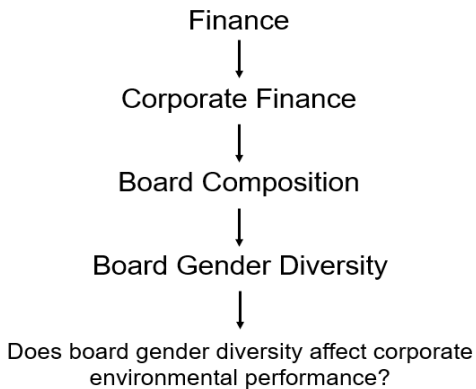 Finance
Corporate Finance
Board Composition
Board Gender Diversity
Does board gender diversity affect corporate
environmental performance?